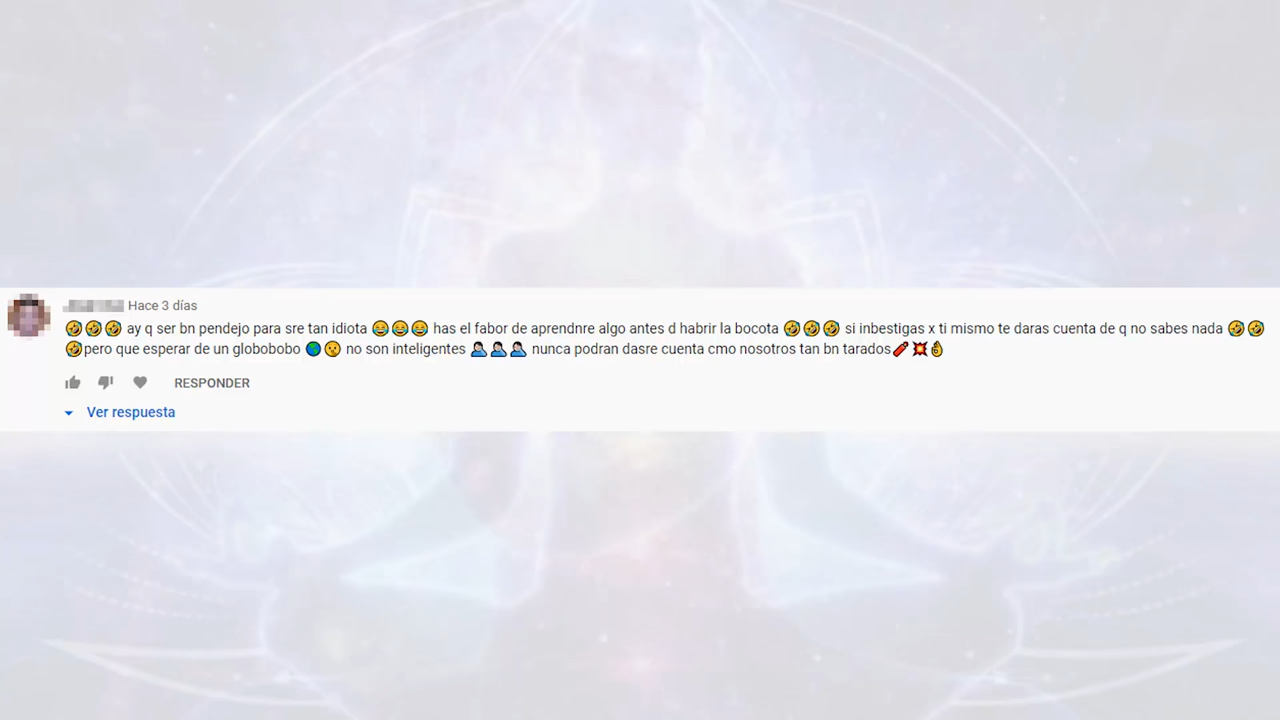 Hace 3 días
🤣🤣🤣 ay q ser bn pendejo para sre tan idiota 😂😂😂 has el fabor de aprendnre algo antes d habrir la bocota 🤣🤣🤣 si inbestigas x ti mismo te daras cuenta de q no sabes nada 🤣🤣
🤣pero que esperar de un globobobo 🌎😮 no son inteligentes 🤦🏻‍♂️🤦🏻‍♂️🤦🏻‍♂️ nunca podran dasre cuenta cmo nosotros tan bn tarados🧨💥👌
RESPONDER
Ver respuesta